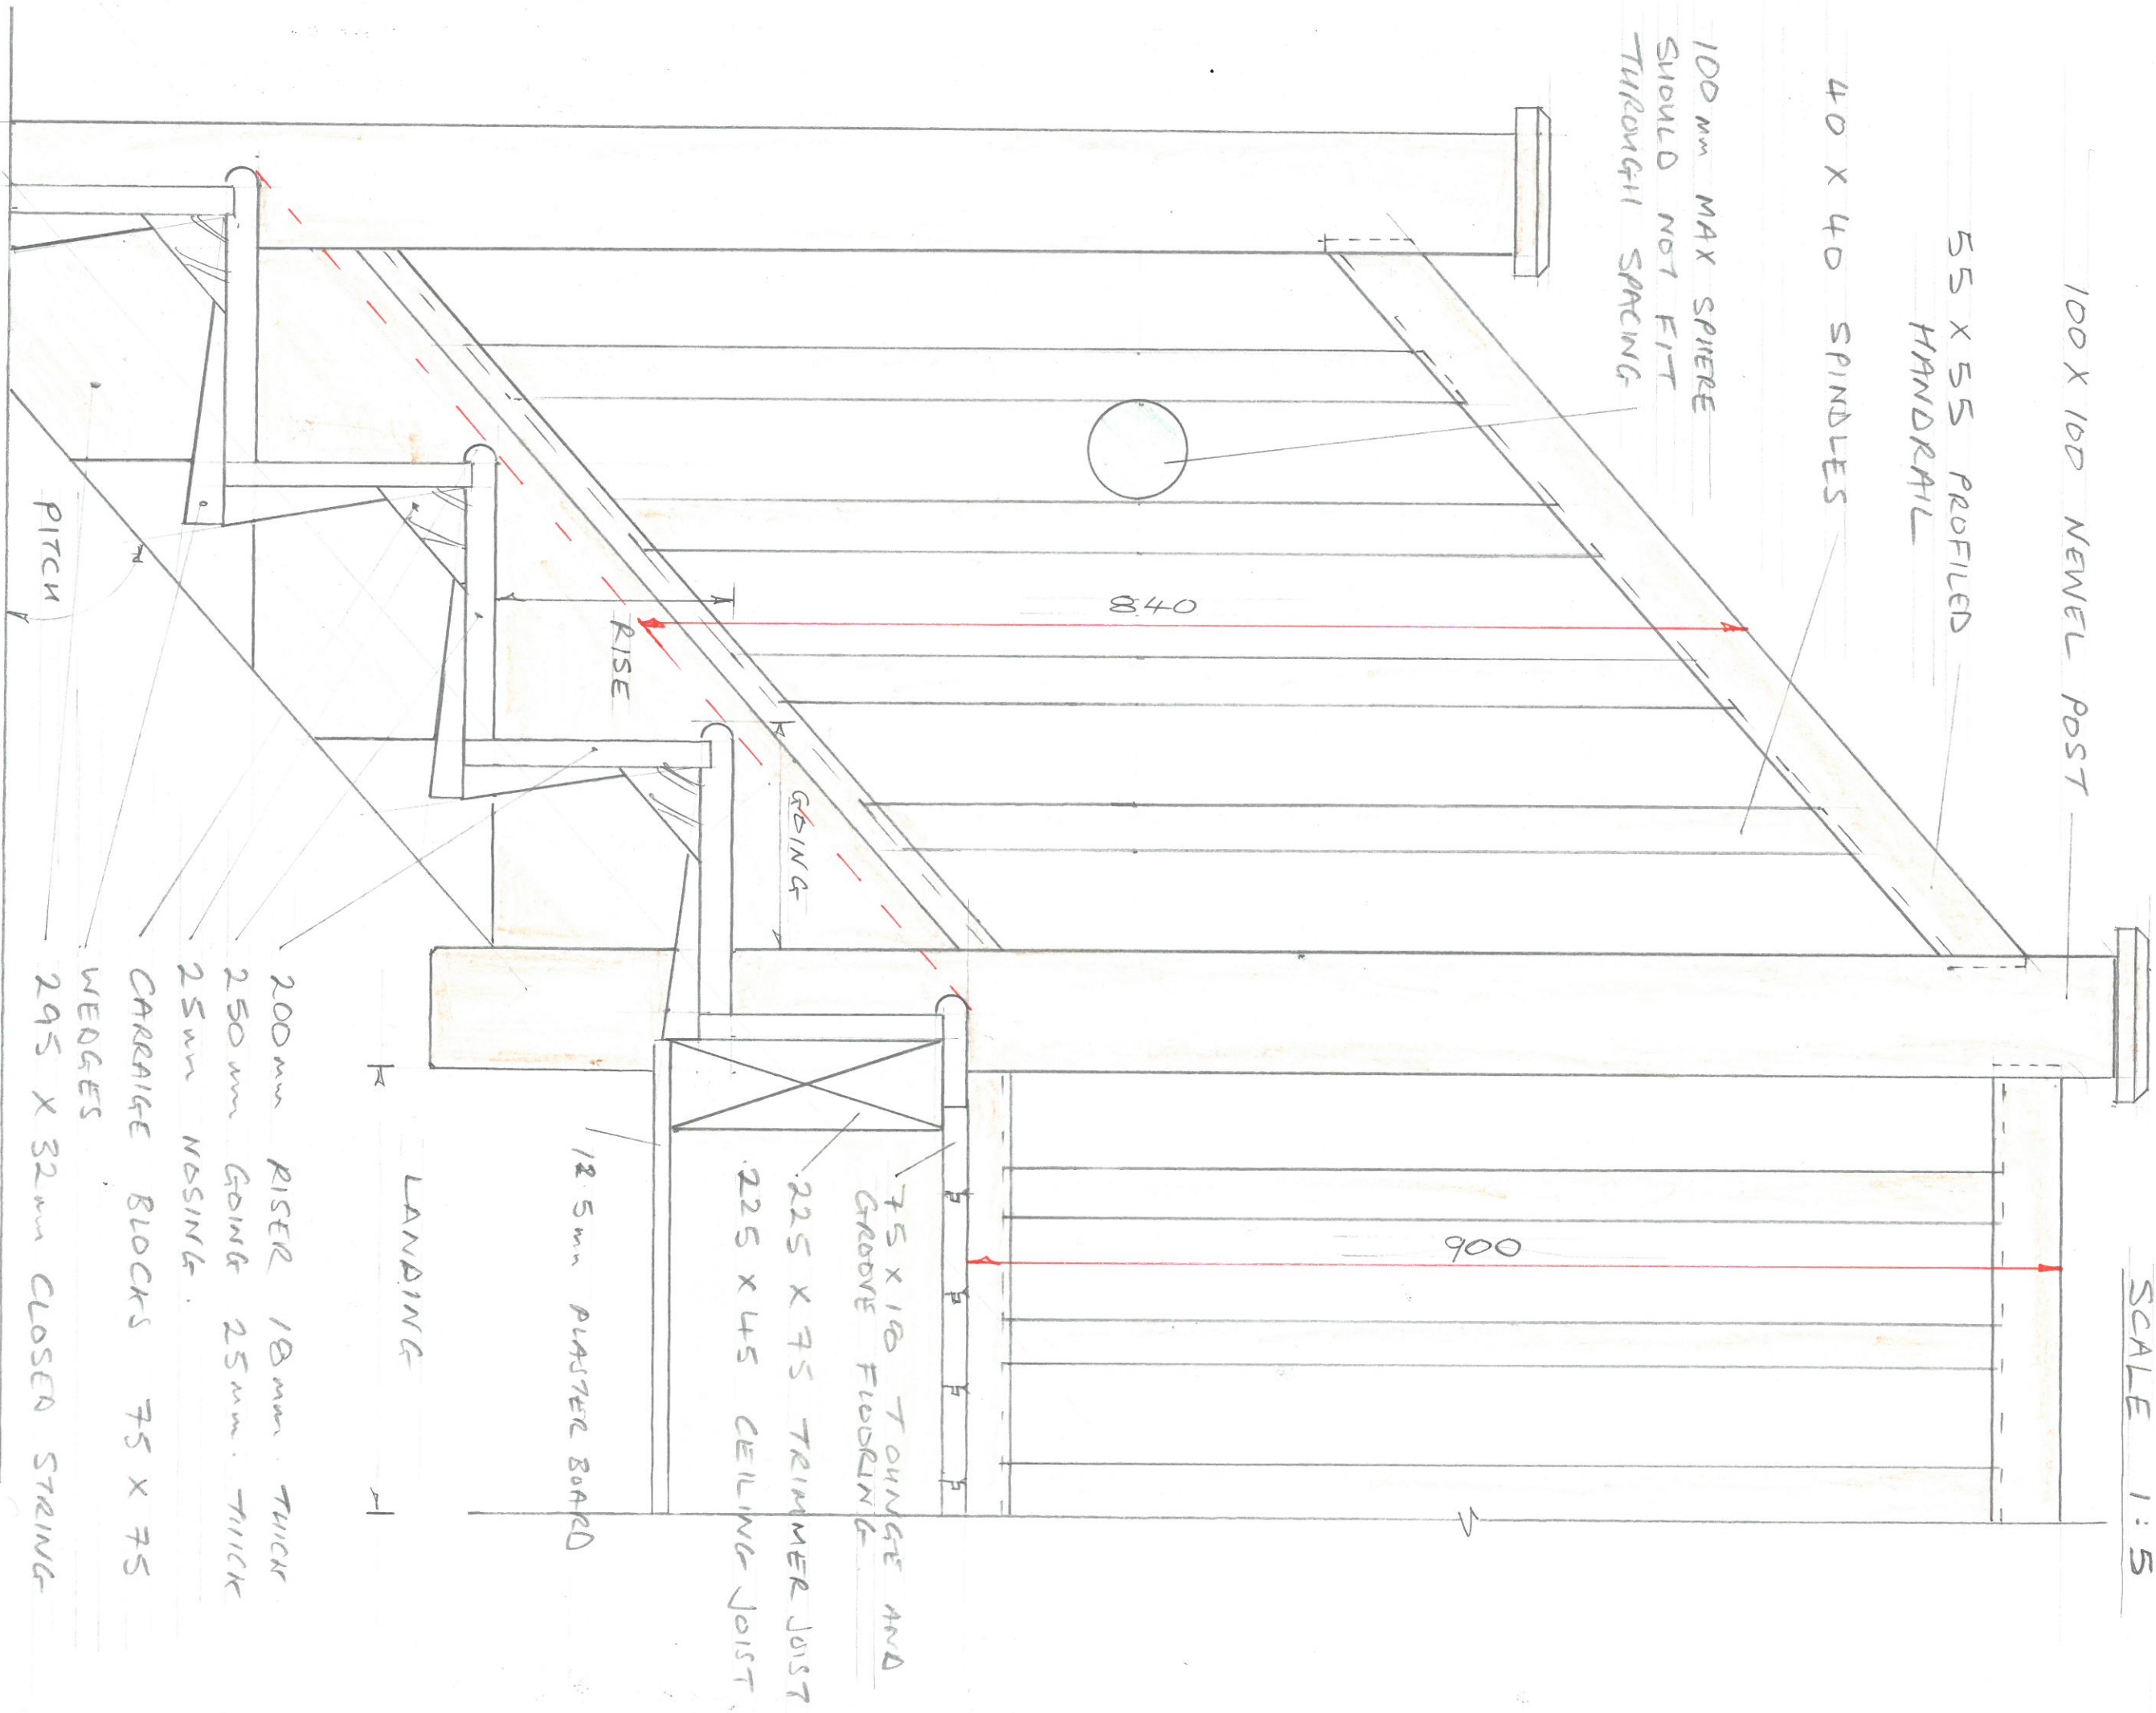 SCALE 1:5
100 X 100 NEWEL POST
55 X 55 PROFILED
HANDRAIL
40 X 40 SPINDLES
100 mm MAX SPHERE
SHOULD NOT FIT
THROUGH SPACING
840
900
RISE
GOING
PITCH
75 X 18 TOUNGE AND
GROOVE FLOORING
225 X 75 TRIMMER JOIST
225 X 45 CEILING JOIST
12.5mm PLASTER BOARD
LANDING
200mm RISER 18mm THICK
250mm GOING 25mm. THICK
25mm NOSING.
CARRAIGE BLOCKS 75 X 75
WEDGES
295 X 32mm CLOSED STRING